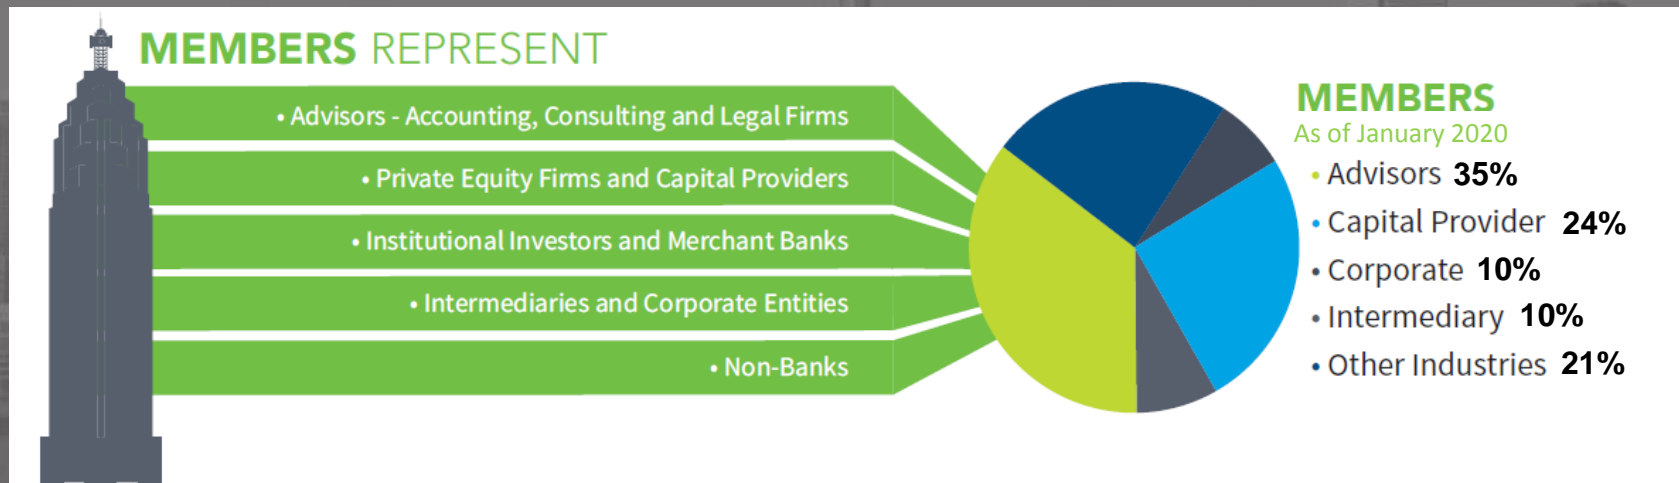 MEMBERS REPRESENT
• Advisors - Accounting, Consulting and Legal Firms
• Private Equity Firms and Capital Providers
• Institutional Investors and Merchant Banks
• Intermediaries and Corporate Entities
• Non-Banks
MEMBERS
As of January 2020
• Advisors 35%
• Capital Provider 24%
• Corporate 10%
• Intermediary 10%
• Other Industries 21%